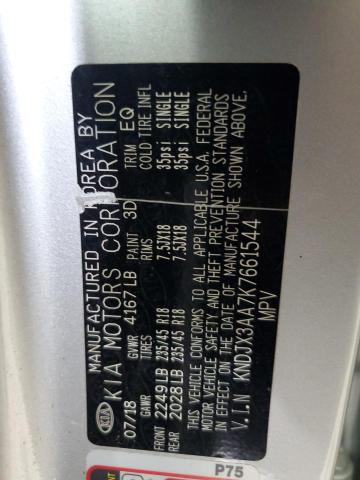 KIA
MANUFACTURED IN KOREA BY
KIA MOTORS CORPORATION
07/18 GVWR 4167LB PAINT 3D TRIM EQ
GAWR TIRES RIMS COLD TIRE INFL
FRONT 2249LB 235/45 R18 7.5JX18 35psi SINGLE
REAR 2028LB 235/45 R18 7.5JX18 35psi SINGLE
THIS VEHICLE CONFORMS TO ALL APPLICABLE U.S.A. FEDERAL
MOTOR VEHICLE SAFETY AND THEFT PREVENTION STANDARDS
IN EFFECT ON THE DATE OF MANUFACTURE SHOWN ABOVE.
V.I.N KNDDX3AA7K7661544
MPV
P75